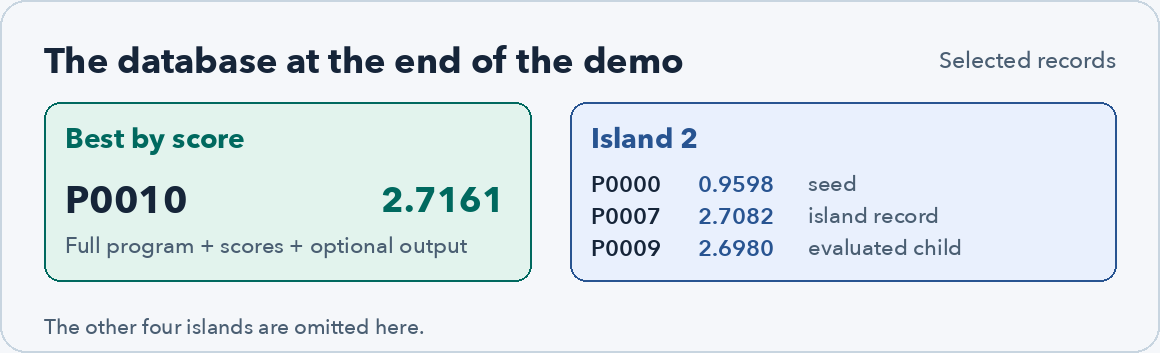 The database at the end of the demo
Selected records
Best by score
P0010 2.7161
Full program + scores + optional output
Island 2
P0000 0.9598 seed
P0007 2.7082 island record
P0009 2.6980 evaluated child
The other four islands are omitted here.